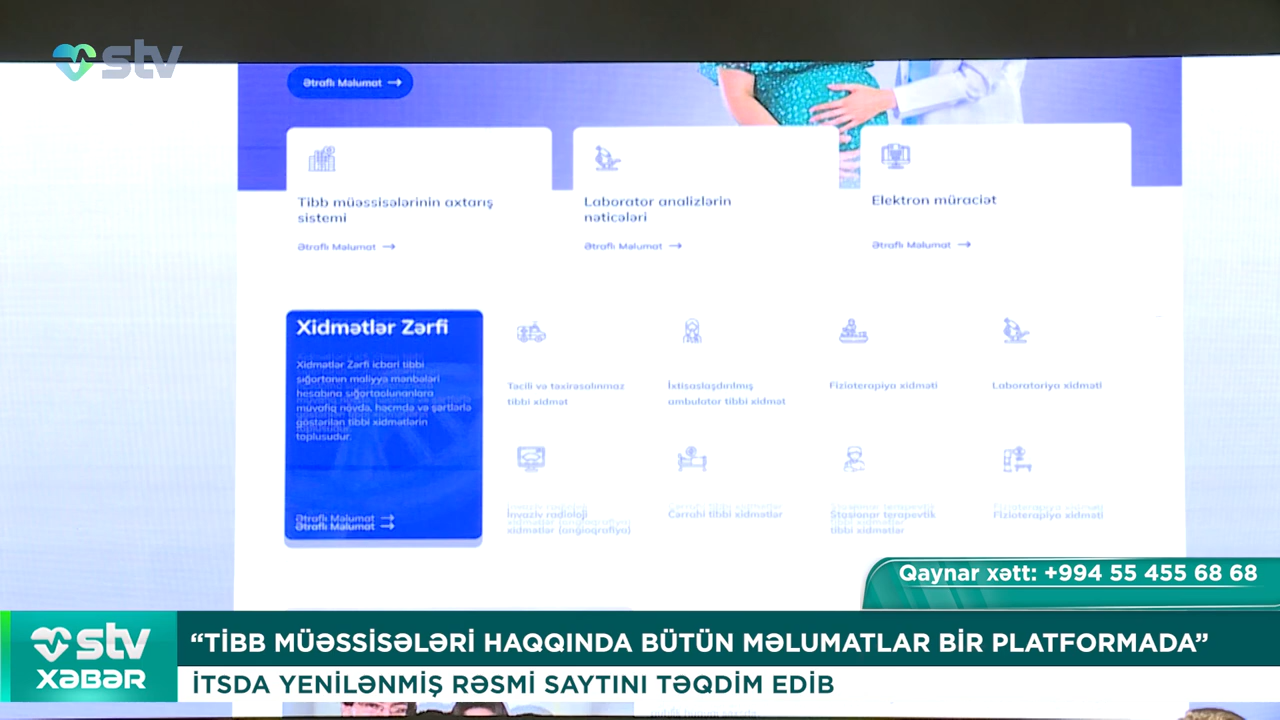 stv
Ətraflı Məlumat →
Tibb müəssisələrinin axtarış
sistemi
Ətraflı Məlumat →
Laborator analizlərin
nəticələri
Ətraflı Məlumat →
Elektron müraciət
Ətraflı Məlumat →
Xidmətlər Zərfi
Xidmətlər Zərfi icbari tibbi
sığortanın maliyyə mənbələri
hesabına sığortaolunanlara
müvafiq növdə, həcmdə və şərtlərlə
göstərilən tibbi xidmətlərin
toplusudur.
Ətraflı Məlumat →
Təcili və təxirəsalınmaz
tibbi xidmət
İxtisaslaşdırılmış
ambulator tibbi xidmət
Fizioterapiya xidməti
Laboratoriya xidməti
İnvaziv radioloji
xidmətlər (angioqrafiya)
Cərrahi tibbi xidmətlər
Stasionar terapevtik
tibbi xidmətlər
Fizioterapiya xidməti
Qaynar xətt: +994 55 455 68 68
stv
XƏBƏR
“TİBB MÜƏSSİSƏLƏRİ HAQQINDA BÜTÜN MƏLUMATLAR BİR PLATFORMADA”
İTSDA YENİLƏNMİŞ RƏSMİ SAYTINI TƏQDİM EDİB